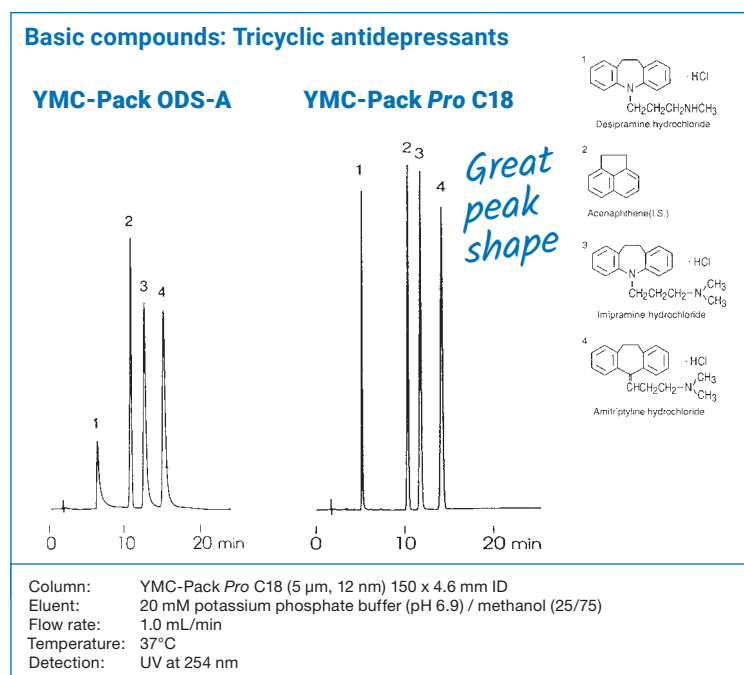 Basic compounds: Tricyclic antidepressants
YMC-Pack ODS-A
YMC-Pack Pro C18
1
2
3
4
0
10
20 min
1
2
3
4
Great
peak
shape
0
10
20 min
1
N
· HCl
CH₂CH₂CH₂NHCH₃
Desipramine hydrochloride
2
Acenaphthene(I.S.)
3
N
· HCl
CH₂CH₂CH₂–N
CH₃
CH₃
Imipramine hydrochloride
4
· HCl
CHCH₂CH₂–N
CH₃
CH₃
Amitriptyline hydrochloride
Column: YMC-Pack Pro C18 (5 µm, 12 nm) 150 x 4.6 mm ID
Eluent: 20 mM potassium phosphate buffer (pH 6.9) / methanol (25/75)
Flow rate: 1.0 mL/min
Temperature: 37°C
Detection: UV at 254 nm